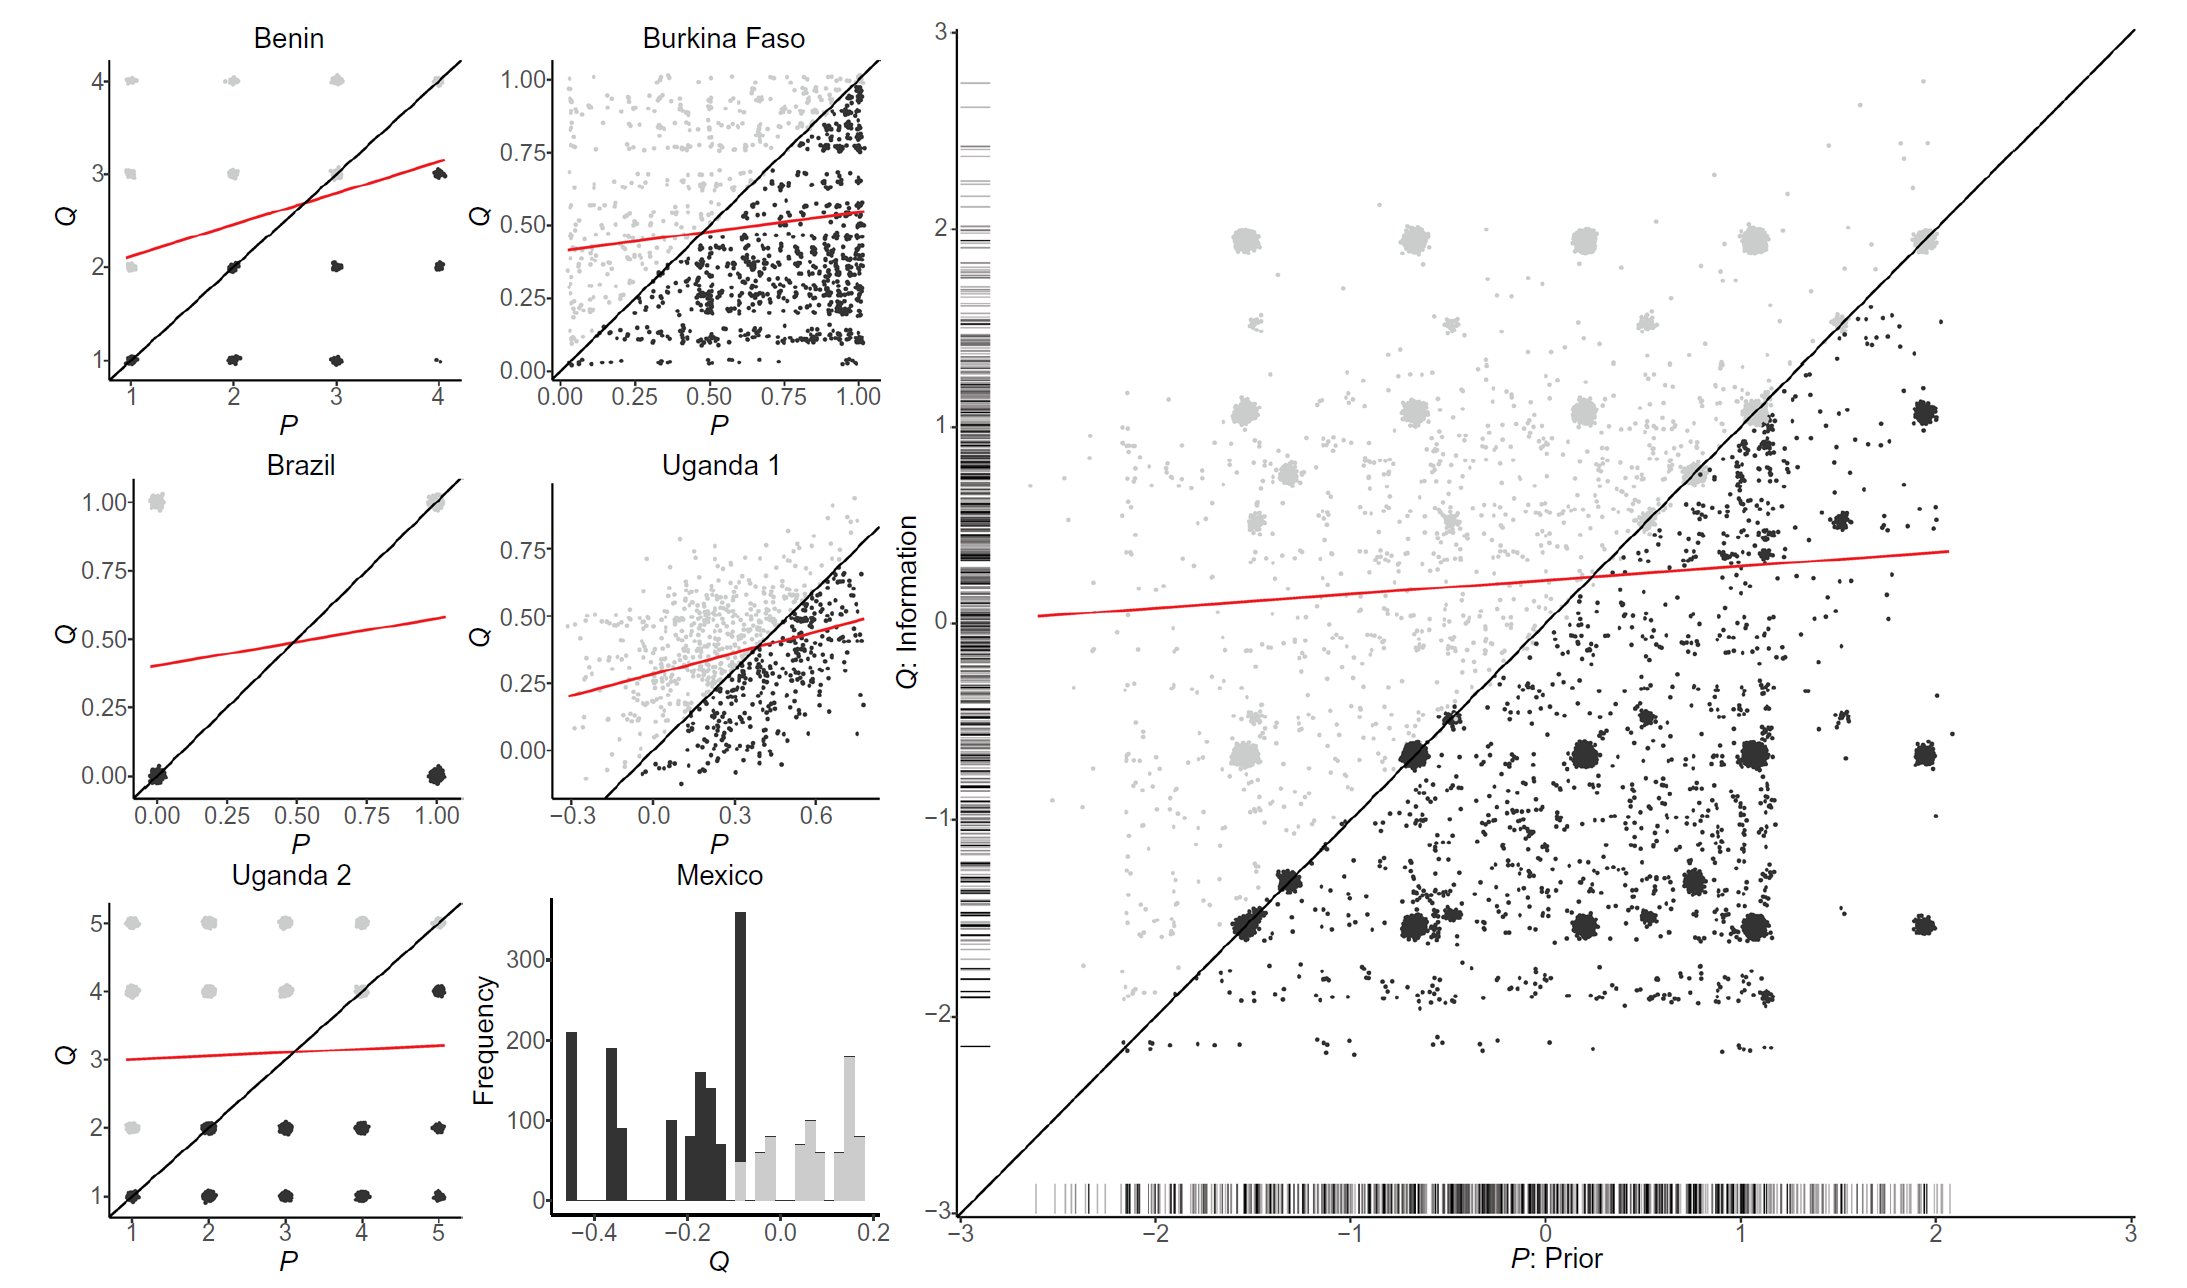 Benin
4
3
2
1
Q
1 2 3 4
P
Burkina Faso
1.00
0.75
0.50
0.25
0.00
Q
0.00 0.25 0.50 0.75 1.00
P
Brazil
1.00
0.75
0.50
0.25
0.00
Q
0.00 0.25 0.50 0.75 1.00
P
Uganda 1
0.75
0.50
0.25
0.00
Q
−0.3 0.0 0.3 0.6
P
Uganda 2
5
4
3
2
1
Q
1 2 3 4 5
P
Mexico
300
200
100
0
Frequency
−0.4 −0.2 0.0 0.2
Q
3
2
1
0
−1
−2
−3
Q: Information
−3 −2 −1 0 1 2 3
P: Prior